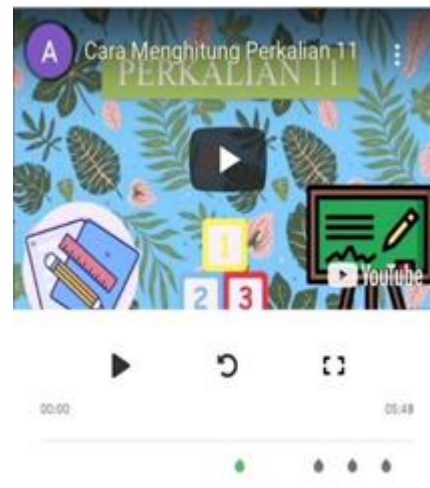 A
Cara Menghitung Perkalian 11
PERKALIAN 11
1
2 3
YouTube
00:00
05:48